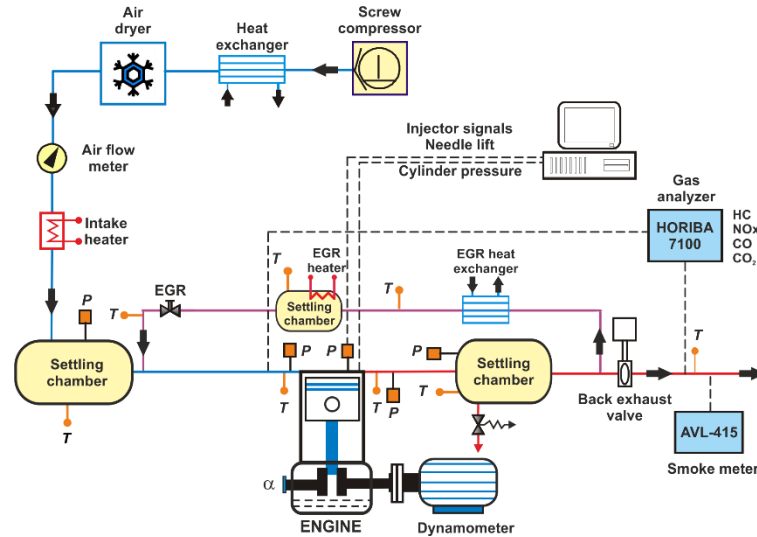 Air
dryer
Heat
exchanger
Screw
compressor
Air flow
meter
Injector signals
Needle lift
Cylinder pressure
Gas
analyzer
HORIBA
7100
HC
NOx
CO
CO₂
Intake
heater
T
EGR
heater
EGR heat
exchanger
EGR
T
T
Settling
chamber
P
T
Settling
chamber
T
P
P
T
T
P
P
T
Settling
chamber
Back exhaust
valve
T
AVL-415
Smoke meter
α
ENGINE
Dynamometer